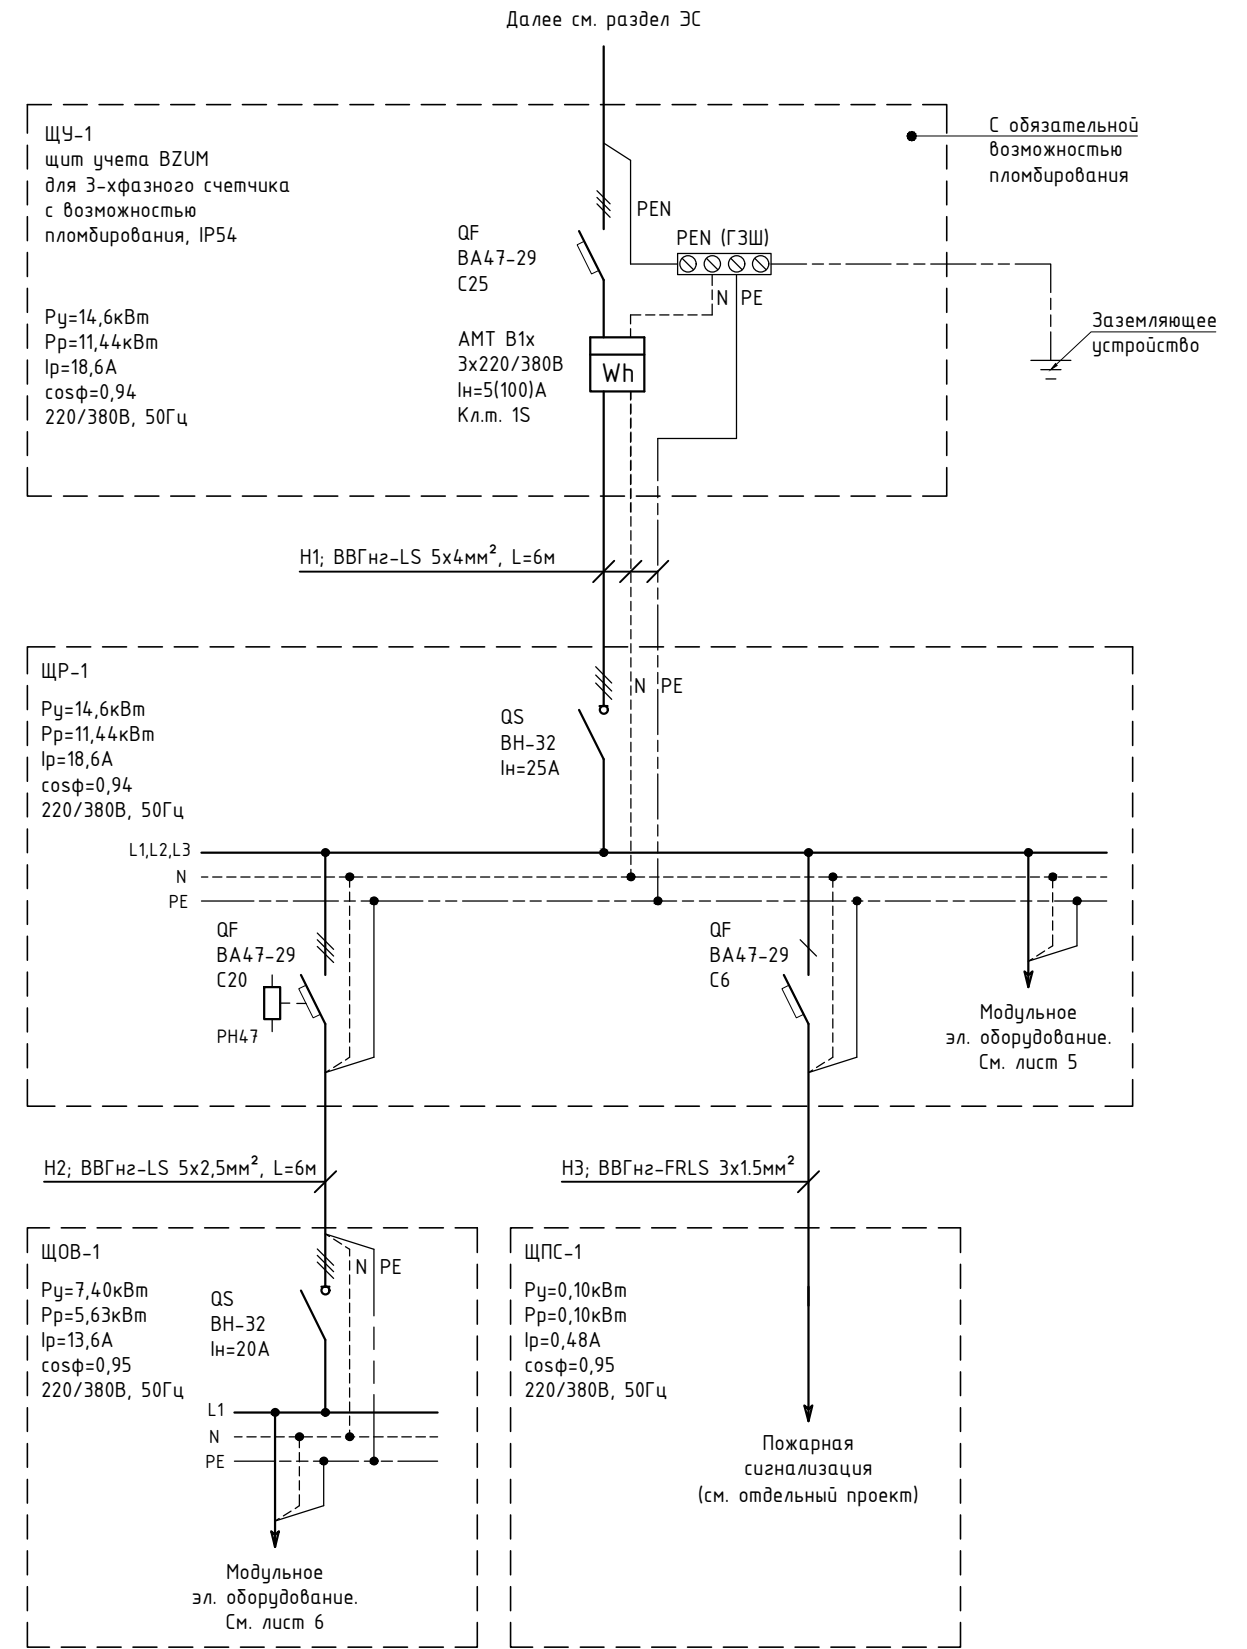 Далее см. раздел ЭС
ЩУ-1
щит учета BZUM
для 3-хфазного счетчика
с возможностью
пломбирования, IP54
Ру=14,6кВт
Рр=11,44кВт
Iр=18,6А
cosφ=0,94
220/380В, 50Гц
С обязательной
возможностью
пломбирования
PEN
QF
ВА47-29
С25
PEN (ГЗШ)
N PE
АМТ В1х
3х220/380В
Iн=5(100)А
Кл.т. 1S
Wh
Заземляющее
устройство
Н1; ВВГнг-LS 5х4мм², L=6м
ЩР-1
Ру=14,6кВт
Рр=11,44кВт
Iр=18,6А
cosφ=0,94
220/380В, 50Гц
N PE
QS
ВН-32
Iн=25А
L1,L2,L3
N
PE
QF
ВА47-29
С20
РН47
QF
ВА47-29
С6
Модульное
эл. оборудование.
См. лист 5
Н2; ВВГнг-LS 5х2,5мм², L=6м
Н3; ВВГнг-FRLS 3х1.5мм²
ЩОВ-1
Ру=7,40кВт
Рр=5,63кВт
Iр=13,6А
cosφ=0,95
220/380В, 50Гц
N PE
QS
ВН-32
Iн=20А
L1
N
PE
Модульное
эл. оборудование.
См. лист 6
ЩПС-1
Ру=0,10кВт
Рр=0,10кВт
Iр=0,48А
cosφ=0,95
220/380В, 50Гц
Пожарная
сигнализация
(см. отдельный проект)